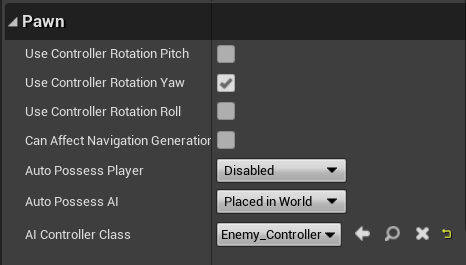 Pawn
Use Controller Rotation Pitch
Use Controller Rotation Yaw
Use Controller Rotation Roll
Can Affect Navigation Generation
Auto Possess Player Disabled
Auto Possess AI Placed in World
AI Controller Class Enemy_Controller